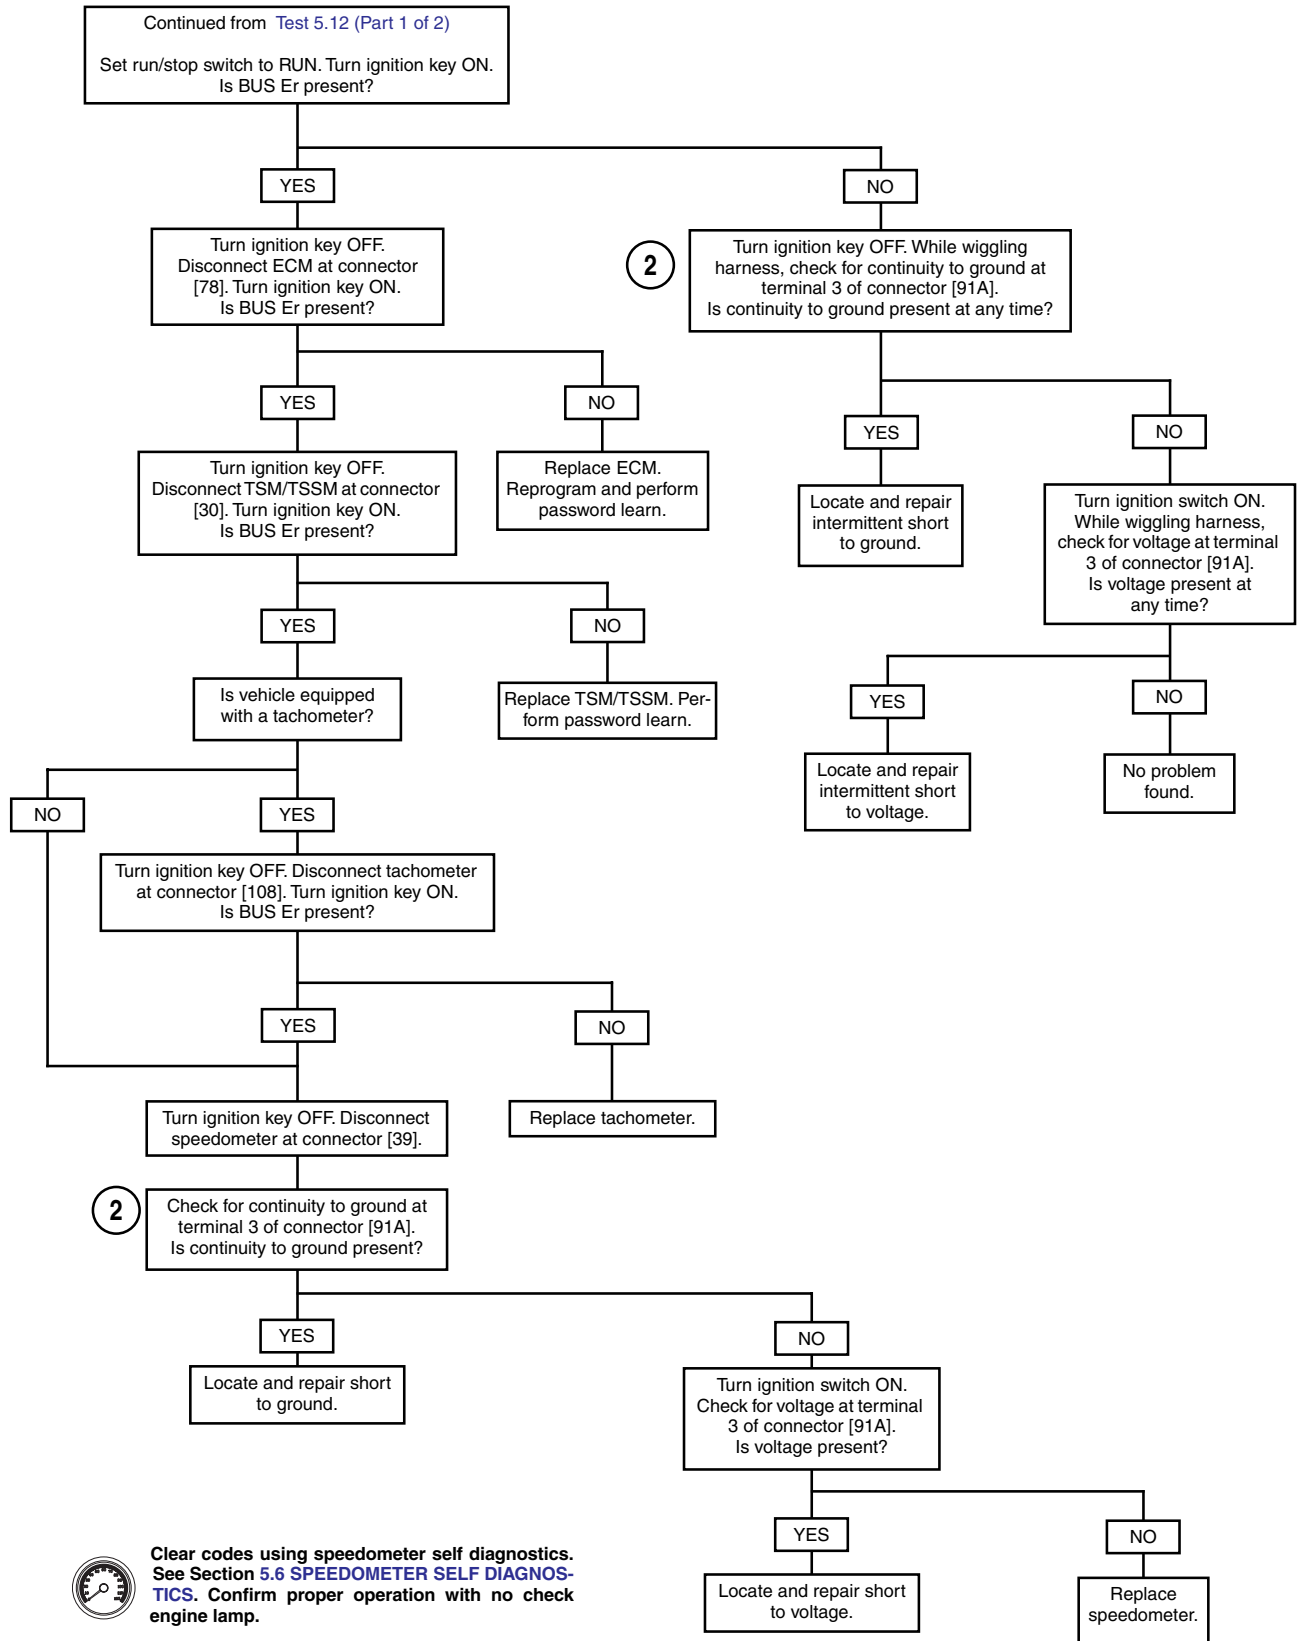 Continued from Test 5.12 (Part 1 of 2)
Set run/stop switch to RUN. Turn ignition key ON.
Is BUS Er present?
YES
NO
Turn ignition key OFF.
Disconnect ECM at connector
[78]. Turn ignition key ON.
Is BUS Er present?
2
Turn ignition key OFF. While wiggling
harness, check for continuity to ground at
terminal 3 of connector [91A].
Is continuity to ground present at any time?
YES
NO
YES
NO
Turn ignition key OFF.
Disconnect TSM/TSSM at connector
[30]. Turn ignition key ON.
Is BUS Er present?
Replace ECM.
Reprogram and perform
password learn.
Locate and repair
intermittent short
to ground.
Turn ignition switch ON.
While wiggling harness,
check for voltage at terminal
3 of connector [91A].
Is voltage present at
any time?
YES
NO
Is vehicle equipped
with a tachometer?
Replace TSM/TSSM. Per-
form password learn.
YES
NO
Locate and repair
intermittent short
to voltage.
No problem
found.
NO
YES
Turn ignition key OFF. Disconnect tachometer
at connector [108]. Turn ignition key ON.
Is BUS Er present?
YES
NO
Turn ignition key OFF. Disconnect
speedometer at connector [39].
Replace tachometer.
2
Check for continuity to ground at
terminal 3 of connector [91A].
Is continuity to ground present?
YES
NO
Locate and repair short
to ground.
Turn ignition switch ON.
Check for voltage at terminal
3 of connector [91A].
Is voltage present?
YES
NO
Locate and repair short
to voltage.
Replace
speedometer.
Clear codes using speedometer self diagnostics.
See Section 5.6 SPEEDOMETER SELF DIAGNOS-
TICS. Confirm proper operation with no check
engine lamp.